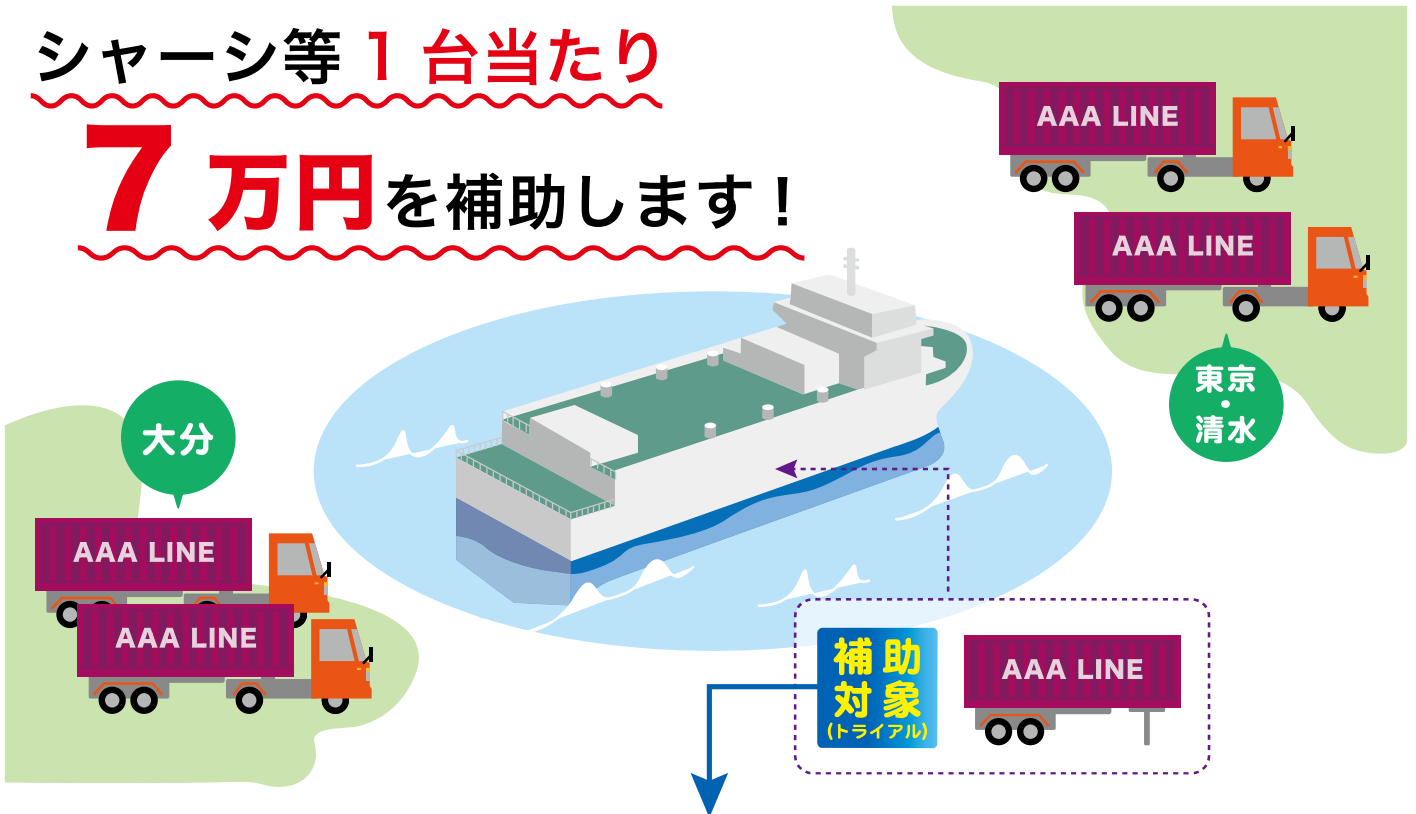 シャーシ等1台当たり
7万円を補助します！
AAA LINE
AAA LINE
東京
・
清水
大分
AAA LINE
AAA LINE
補助
対象
(トライアル)
AAA LINE